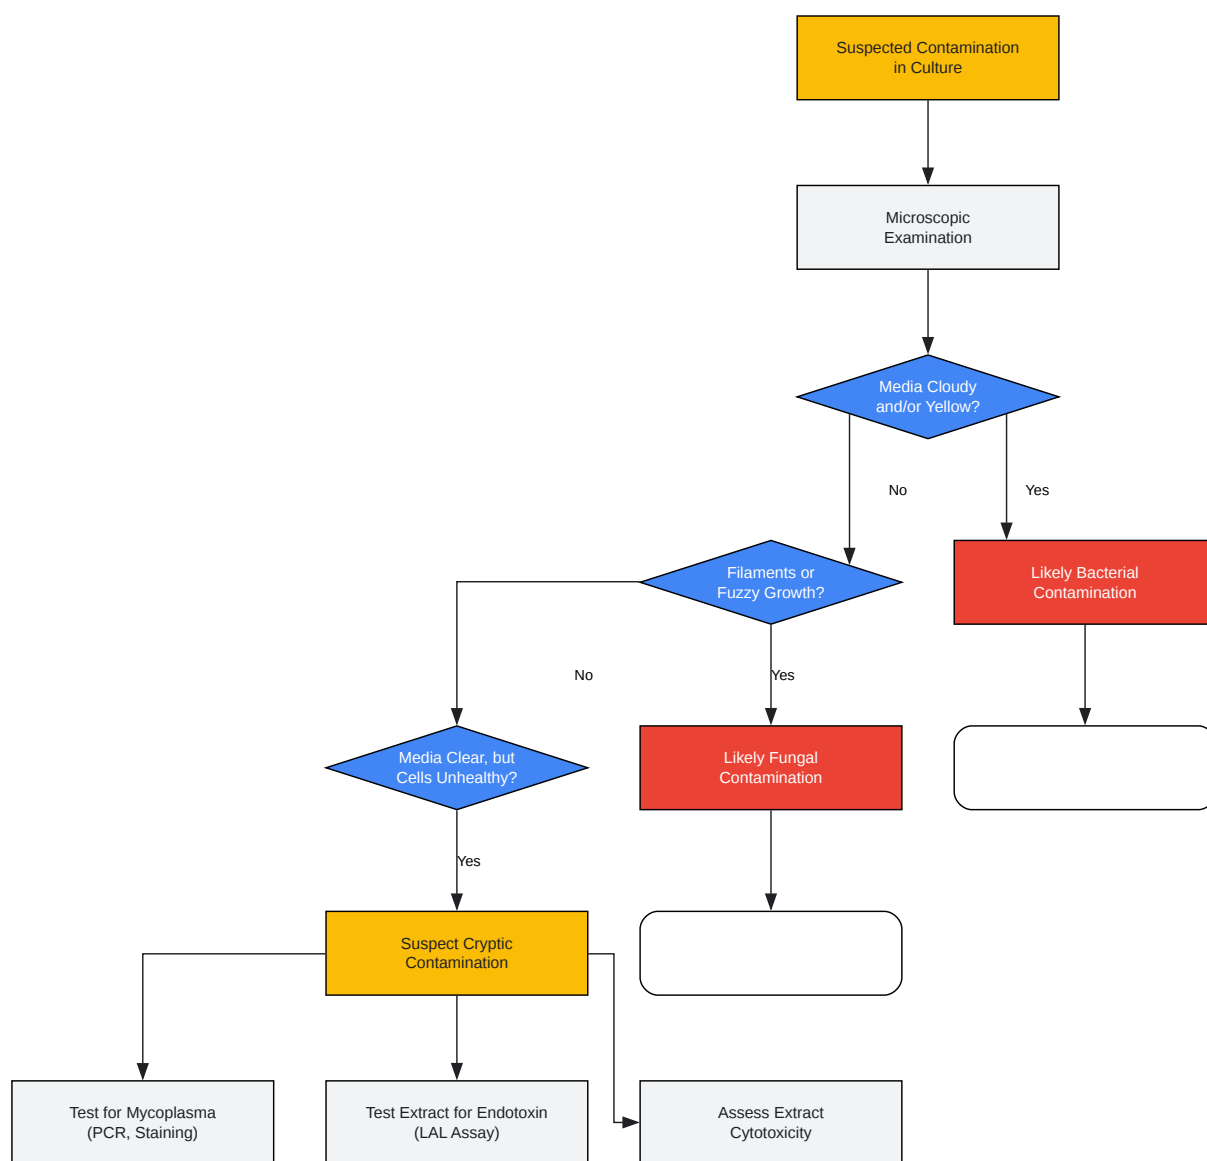 Suspected Contamination
in Culture
Microscopic
Examination
Media Cloudy
and/or Yellow?
No
Yes
Filaments or
Fuzzy Growth?
Likely Bacterial
Contamination
No
Yes
Media Clear, but
Cells Unhealthy?
Likely Fungal
Contamination
Yes
Suspect Cryptic
Contamination
Test for Mycoplasma
(PCR, Staining)
Test Extract for Endotoxin
(LAL Assay)
Assess Extract
Cytotoxicity